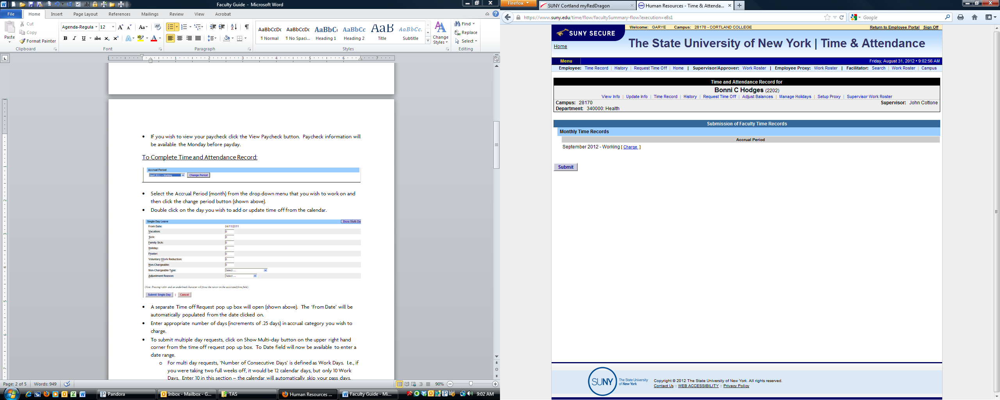 Faculty Guide - Microsoft Word
File Home Insert Page Layout References Mailings Review View Acrobat
Paste
Cut
Copy
Format Painter
Clipboard
Agenda-Regula 12
Font
Paragraph
AaBbCcDc AaBbCcDc AaBbC AaBbCc AaB AaBbCc.
¶ Normal ¶ No Spaci... Heading 1 Heading 2 Title Subtitle
Change Styles
Styles
Find
Replace
Select
Editing
• If you wish to view your paycheck click the View Paycheck button. Paycheck information will
be available the Monday before payday.
To Complete Time and Attendance Record:
Accrual Period
April 2011 -- Working Change Period
• Select the Accrual Period (month) from the drop down menu that you wish to work on and
then click the change period button (shown above).
• Double click on the day you wish to add or update time off from the calendar.
Single Day Leave Show Multi-Da
From Date: 04/11/2011
Vacation: 0
Sick: 0
Family Sick: 0
Holiday: 0
Floater: 0
Voluntary Work Reduction: 0
Non-Chargeable: 0
Non-Chargeable Type: Select ...
Adjustment Reason: Select ...
(Note: Pressing <Alt> and an underlined character will focus the cursor on the associated form field.)
Submit Single-Day | Cancel
• A separate Time off Request pop up box will open (shown above). The ‘From Date’ will be
automatically populated from the date clicked on.
• Enter appropriate number of days (increments of .25 days) in accrual category you wish to
charge.
• To submit multiple day requests, click on Show Multi-day button on the upper right hand
corner from the time off request pop up box. To Date field will now be available to enter a
date range.
o For multi day requests, ‘Number of Consecutive Days’ is defined as Work Days. I.e., if
you were taking two full weeks off, it would be 12 calendar days, but only 10 Work
Days. Enter 10 in this section – the calendar will automatically skip your pass days.
Page: 2 of 5 Words: 949 90%
Pandora Inbox - Mailbox - G... TAS Human Resources ... Faculty Guide - Mi... 9:02 AM
Firefox SUNY Cortland myRedDragon Human Resources - Time & Attenda...
https://www.suny.edu/time/flow/facultySummary-flow?execution=e8s1 Google
SUNY SECURE
Welcome: GARYE Campus: 28170 - CORTLAND COLLEGE Return to Employee Portal Sign Off
The State University of New York | Time & Attendance
Home
Menu Friday, August 31, 2012 • 9:02:56 AM
Employee: Time Record | History | Request Time Off | Home | Supervisor/Approver: Work Roster | Employee Proxy: Work Roster | Facilitator: Search | Work Roster | Campus
Time and Attendance Record for
Bonni C Hodges (2202)
View Info | Update Info | Time Record | History | Request Time Off | Adjust Balances | Manage Holidays | Setup Proxy | Supervisor Work Roster
Campus: 28170 Supervisor: John Cottone
Department: 340000: Health
Submission of Faculty Time Records
Monthly Time Records
Accrual Period
September 2012 - Working [ Charge ]
Submit
SUNY The State University of New York
Copyright © 2012 The State University of New York. All rights reserved.
Contact Us :: WEB ACCESSIBILITY :: Privacy Policy